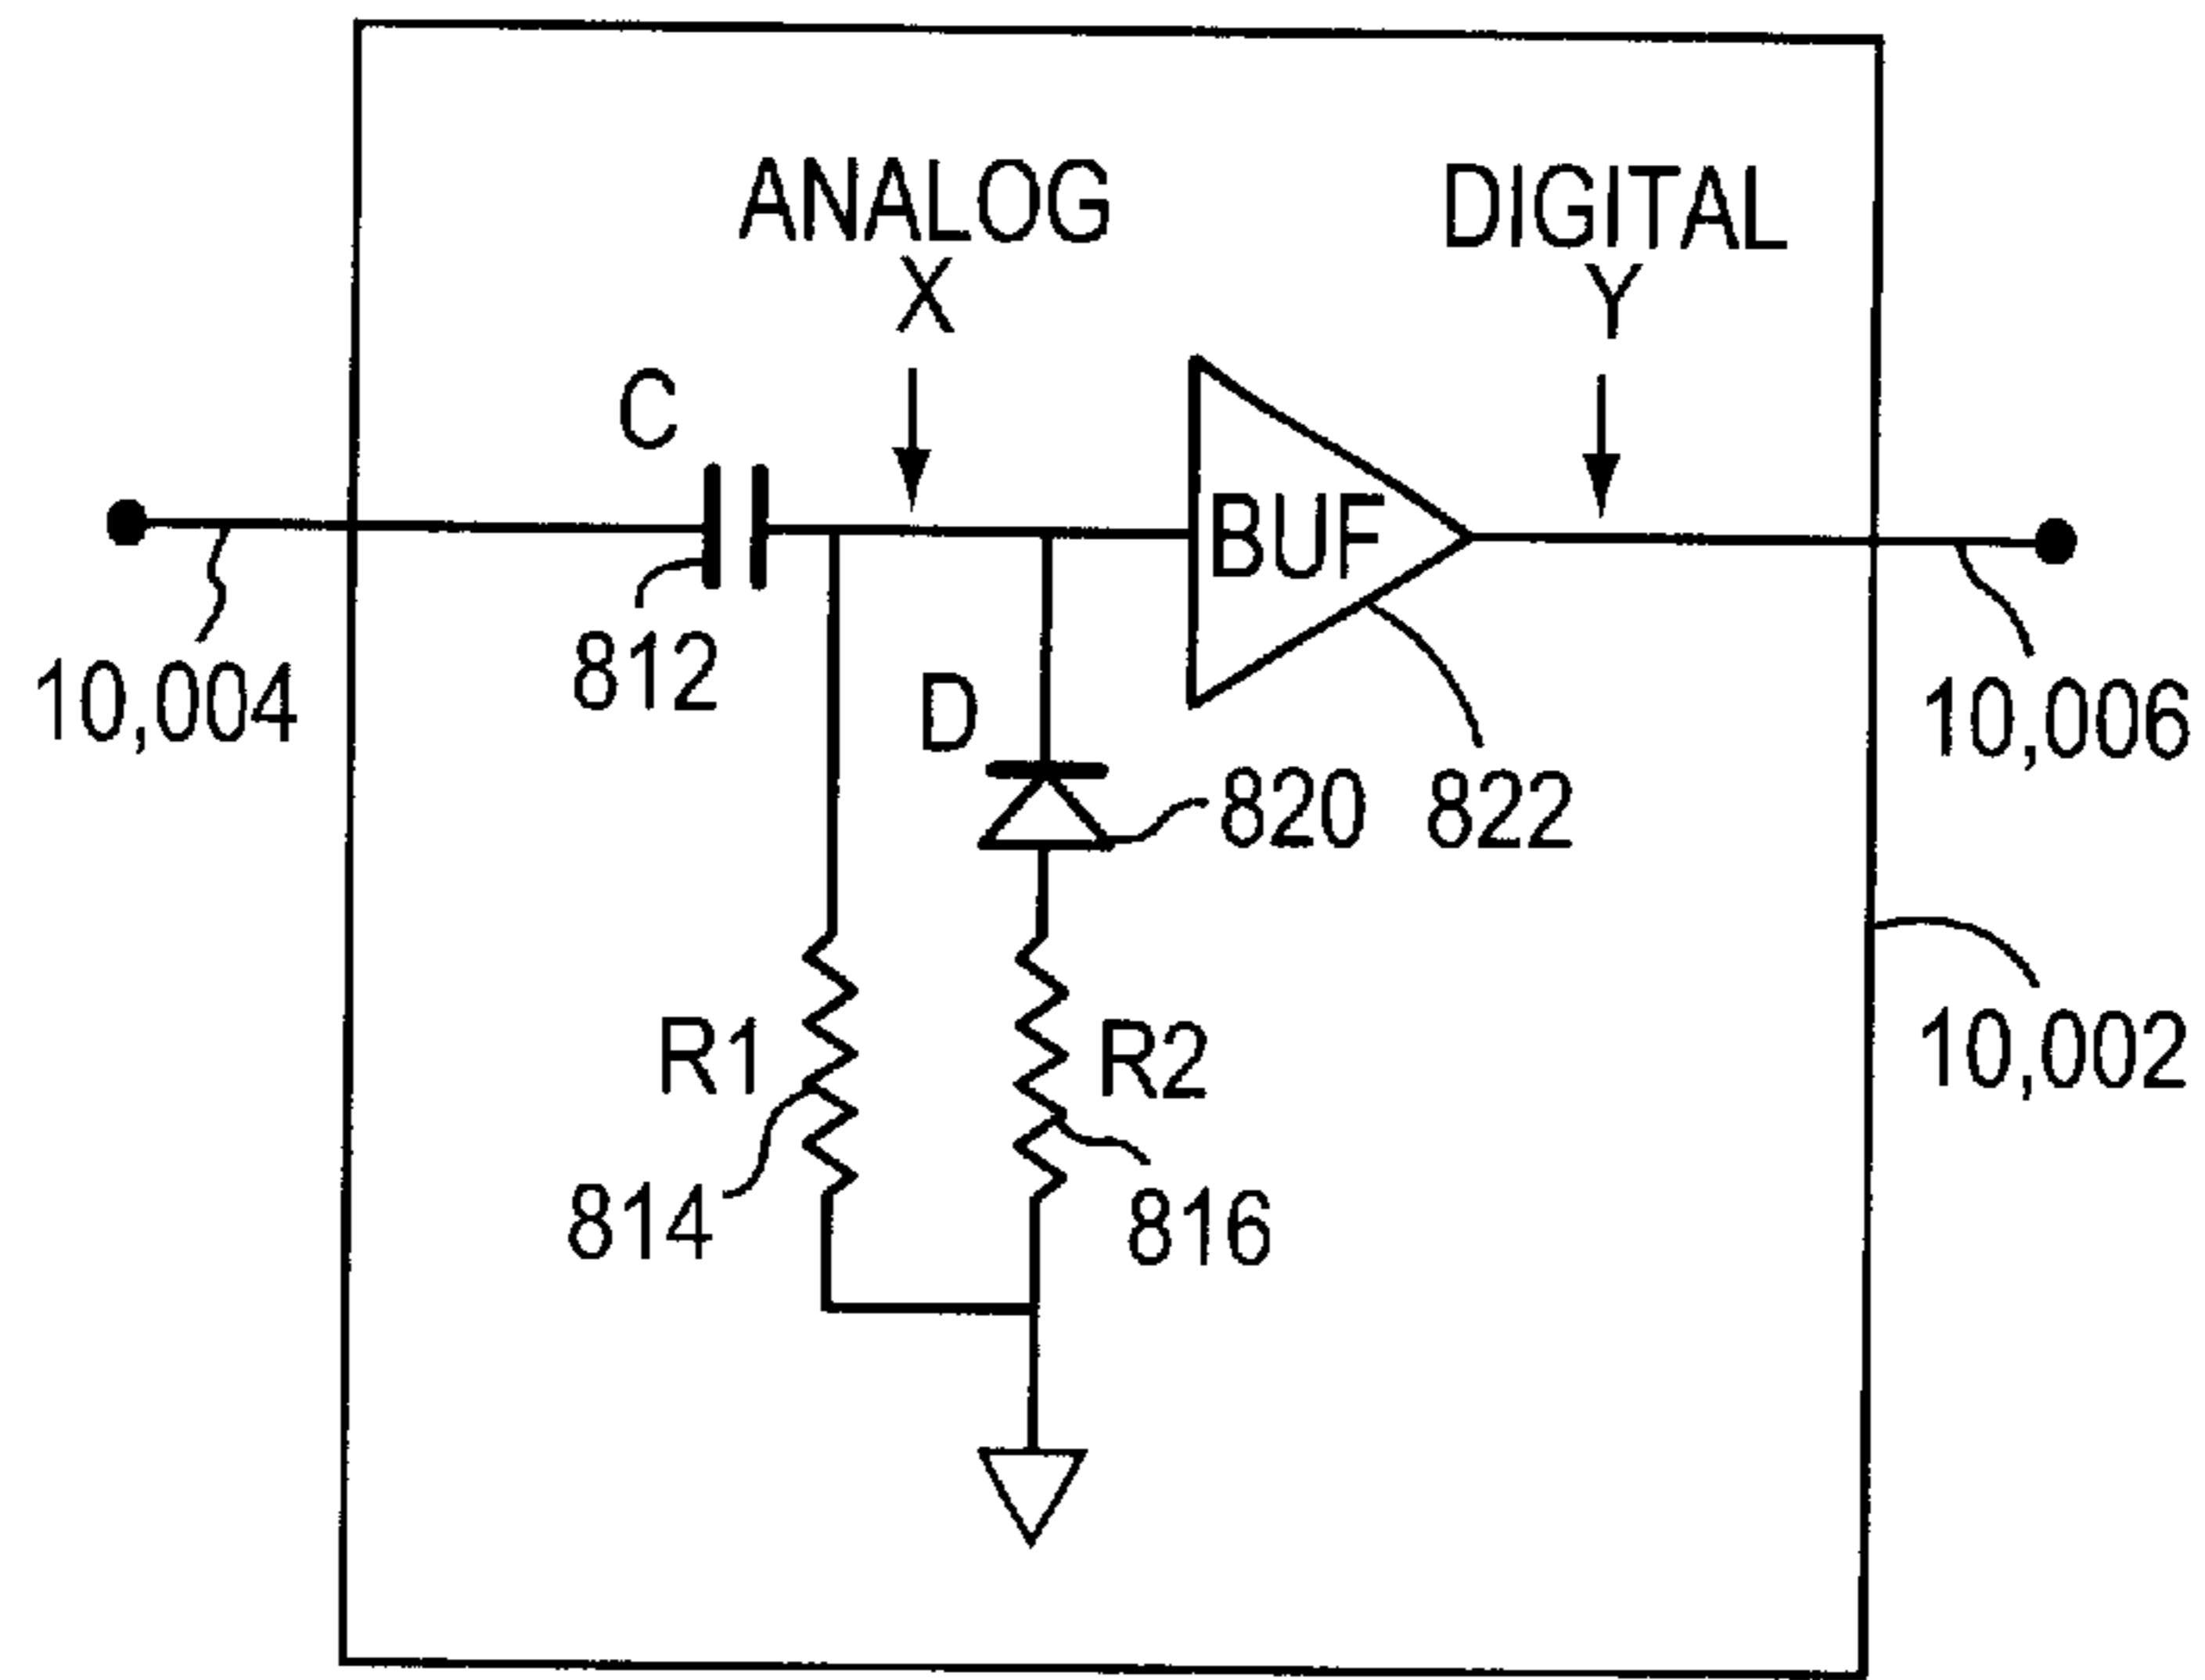 ANALOG
X
DIGITAL
Y
C
BUF
10,004
812
D
10,006
820
822
R1
R2
10,002
814
816